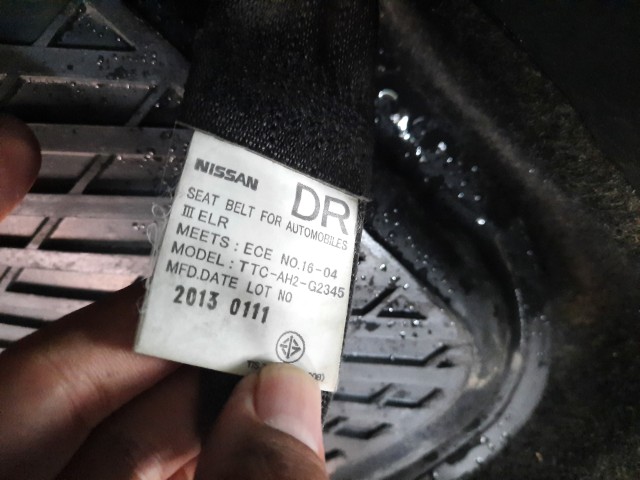 NISSAN
DR
SEAT BELT FOR AUTOMOBILES
III ELR
MEETS : ECE NO.16-04
MODEL : TTC-AH2-G2345
MFD.DATE LOT NO
2013 0111